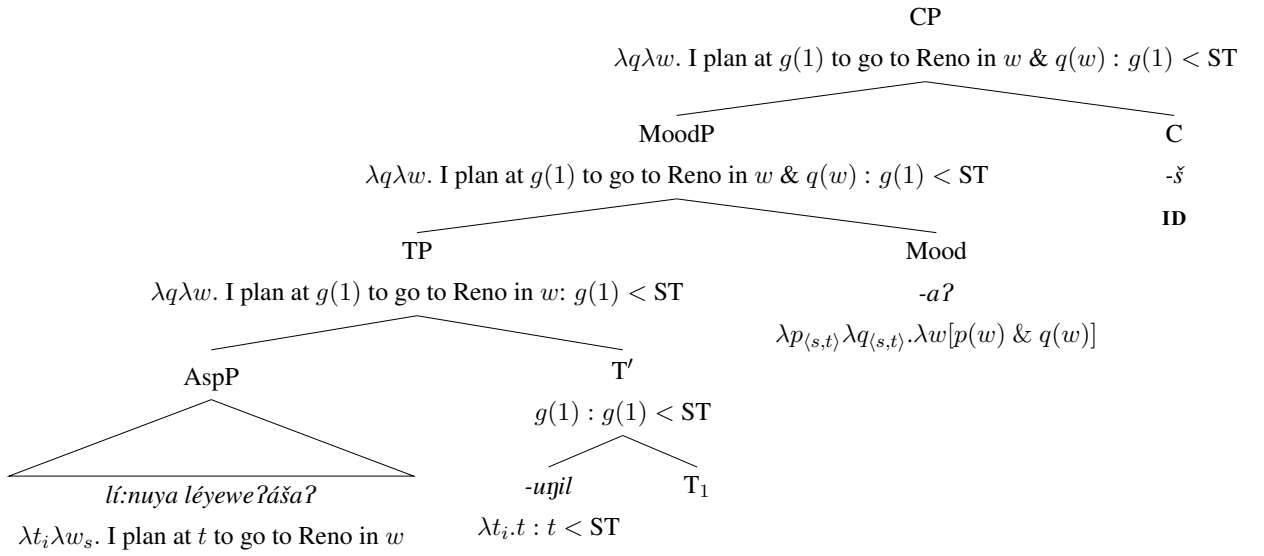 CP
λqλw. I plan at g(1) to go to Reno in w & q(w) : g(1) < ST
MoodP C
λqλw. I plan at g(1) to go to Reno in w & q(w) : g(1) < ST -š
ID
TP Mood
λqλw. I plan at g(1) to go to Reno in w: g(1) < ST -aʔ
λp⟨s,t⟩λq⟨s,t⟩.λw[p(w) & q(w)]
AspP T′
g(1) : g(1) < ST
lí:nuya léyeweʔášaʔ -uŋil T₁
λtᵢλwₛ. I plan at t to go to Reno in w λtᵢ.t : t < ST